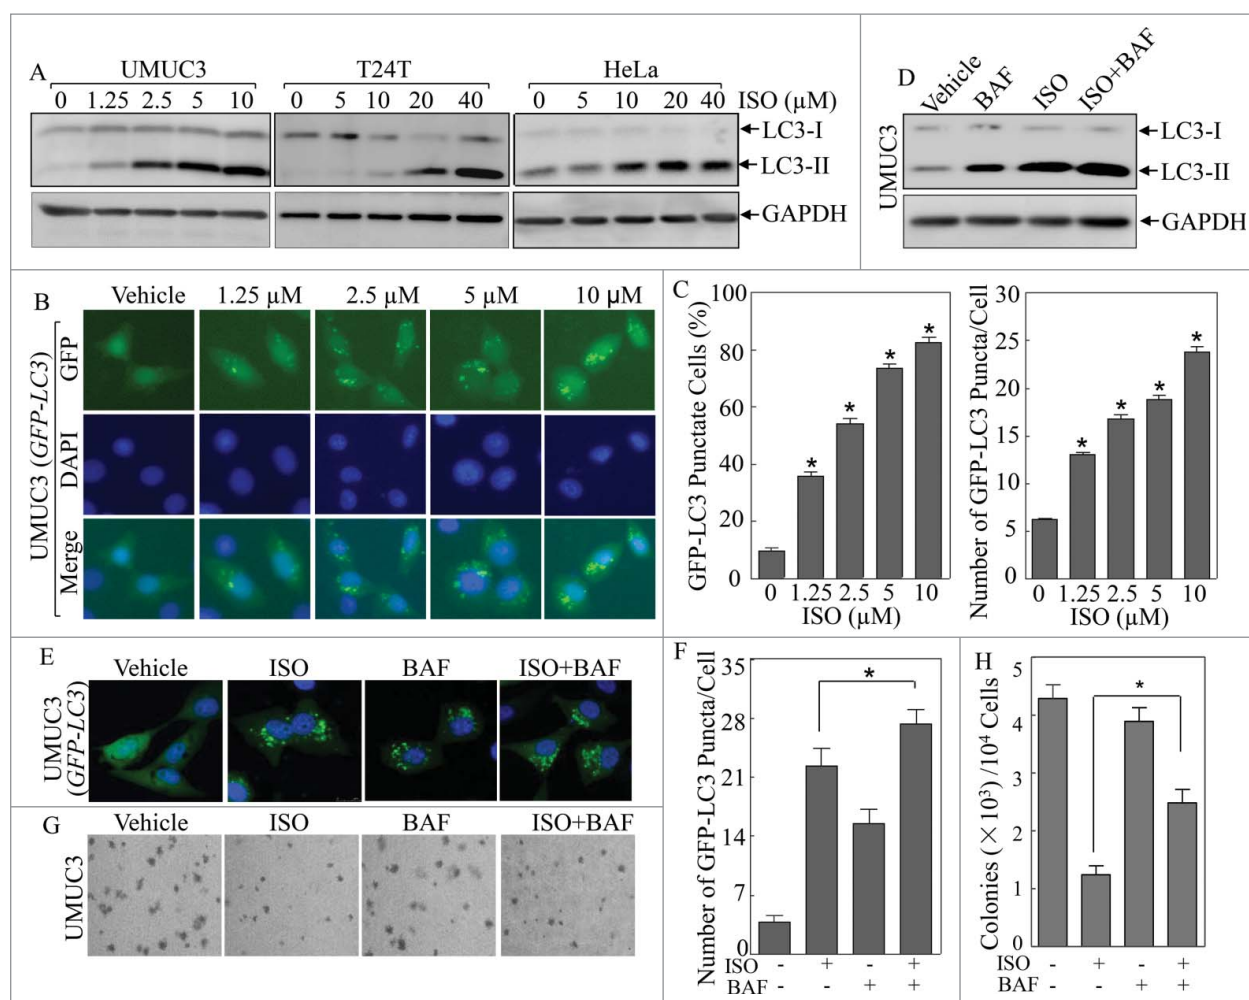 A
UMUC3 T24T HeLa
0 1.25 2.5 5 10 0 5 10 20 40 0 5 10 20 40 ISO (µM)
LC3-I
LC3-II
GAPDH
D
Vehicle BAF ISO ISO+BAF
UMUC3
LC3-I
LC3-II
GAPDH
B
Vehicle 1.25 µM 2.5 µM 5 µM 10 µM
UMUC3 (GFP-LC3)
GFP
DAPI
Merge
C
GFP-LC3 Punctate Cells (%)
100
80
60
40
20
0
* * * *
0 1.25 2.5 5 10
ISO (µM)
Number of GFP-LC3 Puncta/Cell
30
25
20
15
10
5
0
* * * *
0 1.25 2.5 5 10
ISO (µM)
E
Vehicle ISO BAF ISO+BAF
UMUC3
(GFP-LC3)
F
Number of GFP-LC3 Puncta/Cell
35
28
21
14
7
0
*
ISO - + - +
BAF - - + +
G
Vehicle ISO BAF ISO+BAF
UMUC3
H
Colonies (×10³)/10⁴ Cells
5
4
3
2
1
0
*
ISO - + - +
BAF - - + +